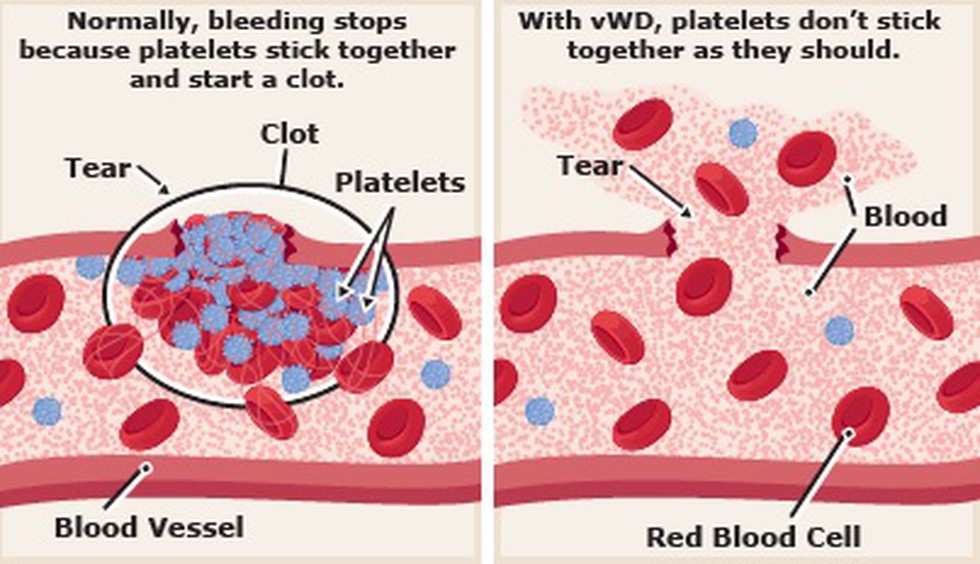 Normally, bleeding stops
because platelets stick together
and start a clot.
Clot
Tear
Platelets
Blood Vessel
With vWD, platelets don't stick
together as they should.
Tear
Blood
Red Blood Cell